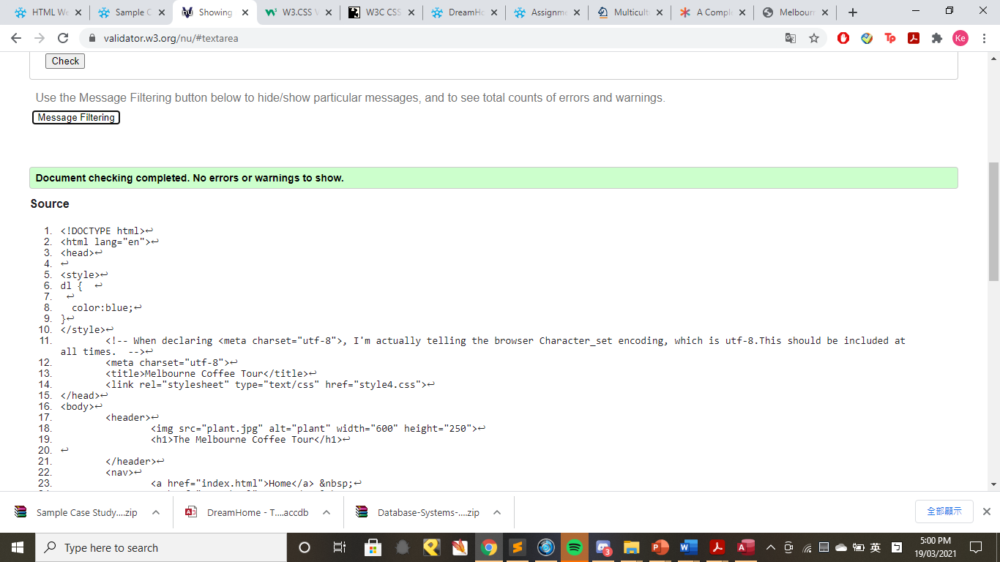 HTML We
Sample C
Showing
W3.CSS
W3C CSS
DreamHo
Assignme
Multicult
A Comple
Melbourn
validator.w3.org/nu/#textarea
Ke
Check
Use the Message Filtering button below to hide/show particular messages, and to see total counts of errors and warnings.
Message Filtering
Document checking completed. No errors or warnings to show.
Source
1. <!DOCTYPE html>↩
2. <html lang="en">↩
3. <head>↩
4. ↩
5. <style>↩
6. dl {  ↩
7.  ↩
8.   color:blue;↩
9. }↩
10. </style>↩
11.         <!-- When declaring <meta charset="utf-8">, I'm actually telling the browser Character_set encoding, which is utf-8.This should be included at
all times.  -->↩
12.         <meta charset="utf-8">↩
13.         <title>Melbourne Coffee Tour</title>↩
14.         <link rel="stylesheet" type="text/css" href="style4.css">↩
15. </head>↩
16. <body>↩
17.         <header>↩
18.                 <img src="plant.jpg" alt="plant" width="600" height="250">↩
19.                 <h1>The Melbourne Coffee Tour</h1>↩
20. ↩
21.         </header>↩
22.         <nav>↩
23.                 <a href="index.html">Home</a> &nbsp;↩
Sample Case Study....zip
DreamHome - T....accdb
Database-Systems-....zip
全部顯示
Type here to search
3
英
5:00 PM
19/03/2021